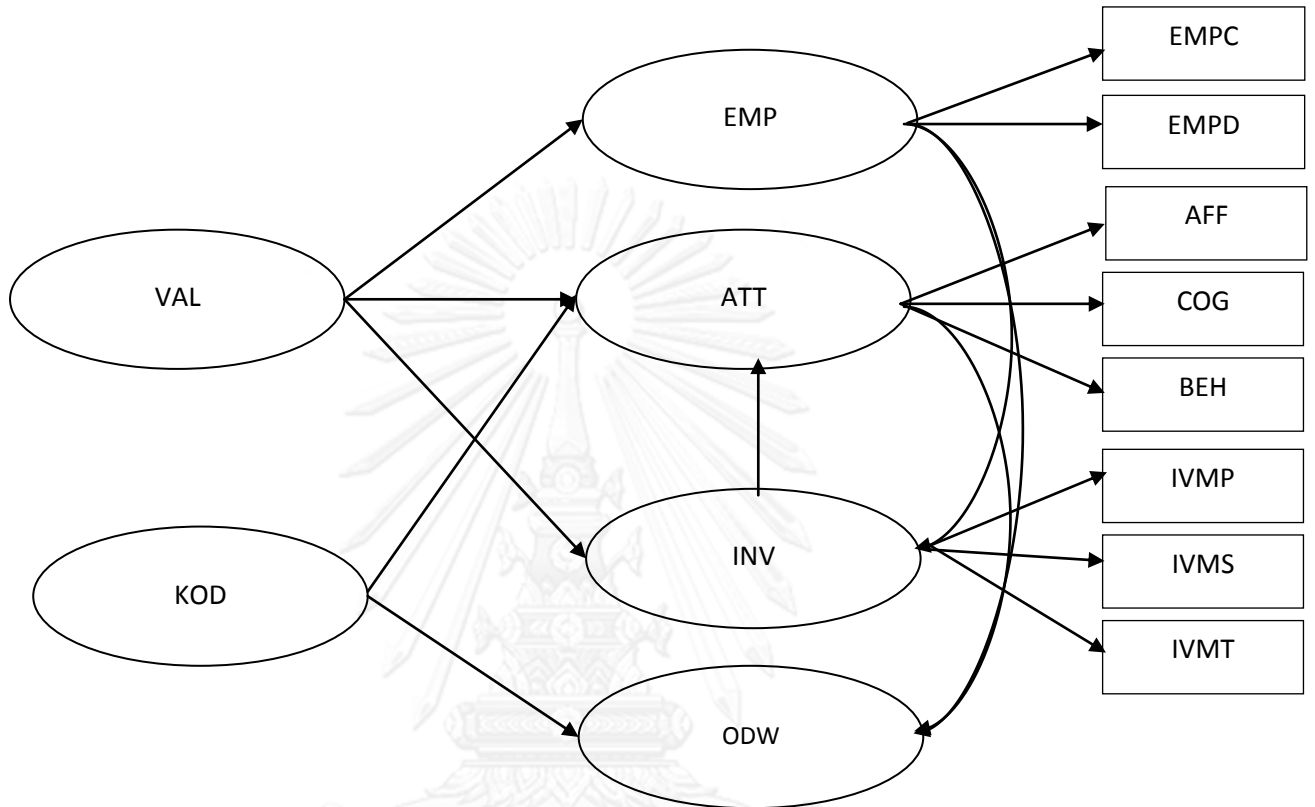 EMPC
EMP
EMPD
AFF
VAL
ATT
COG
BEH
IVMP
INV
IVMS
KOD
IVMT
ODW